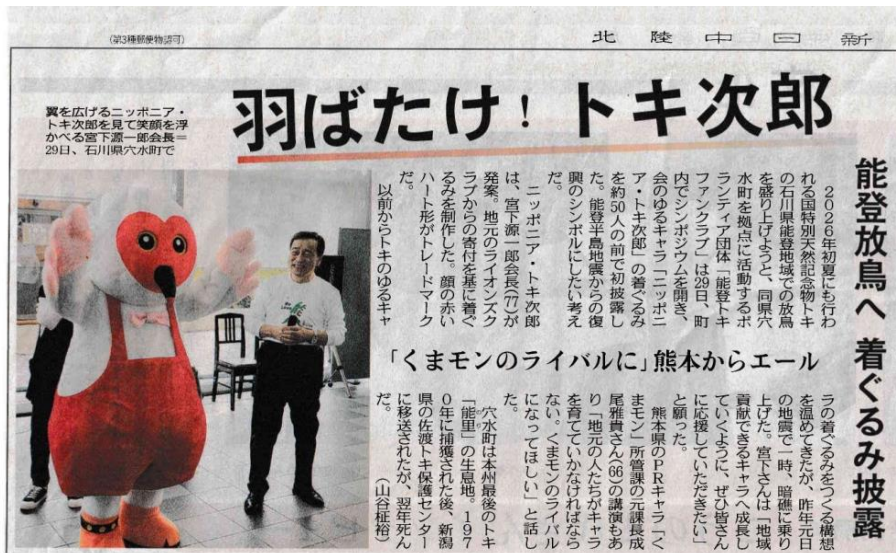 (第3種郵便物認可)
北陸中日新
羽ばたけ!トキ次郎
能登放鳥へ 着ぐるみ披露
翼を広げるニッポニア・
トキ次郎を見て笑顔を浮
かべる宮下源一郎会長=
29日、石川県穴水町で
2026年初夏にも行わ
れる国特別天然記念物トキ
の石川県能登地域での放鳥
を盛り上げようと、同県穴
水町を拠点に活動するボ
ランティア団体「能登トキ
ファンクラブ」は29日、町
内でシンポジウムを開き、
会のゆるキャラ「ニッポニ
ア・トキ次郎」の着ぐるみ
を約50人の前で初披露し
た。能登半島地震からの復
興のシンボルにしたい考え
だ。
ニッポニア・トキ次郎
は、宮下源一郎会長(77)が
発案。地元のライオンズク
ラブからの寄付を基に着ぐ
るみを制作した。顔の赤い
ハート形がトレードマーク
だ。
以前からトキのゆるキャ
「くまモンのライバルに」熊本からエール
ラの着ぐるみをつくる構想
を温めてきたが、昨年元日
の地震で一時、暗礁に乗り
上げた。宮下さんは「地域
貢献できるキャラへ成長し
ていくように、ぜひ皆さん
に応援していただきたい」
と願った。
熊本県のPRキャラ「く
まモン」所管課の元課長成
尾雅貴さん(66)の講演もあ
り「地元の人たちがキャラ
を育てていかなければなら
ない。くまモンのライバル
になってほしい」と話し
た。
穴水町は本州最後のトキ
「能里」の生息地。197
0年に捕獲された後、新潟
県の佐渡トキ保護センター
に移送されたが、翌年死ん
だ。
(山谷柾裕)